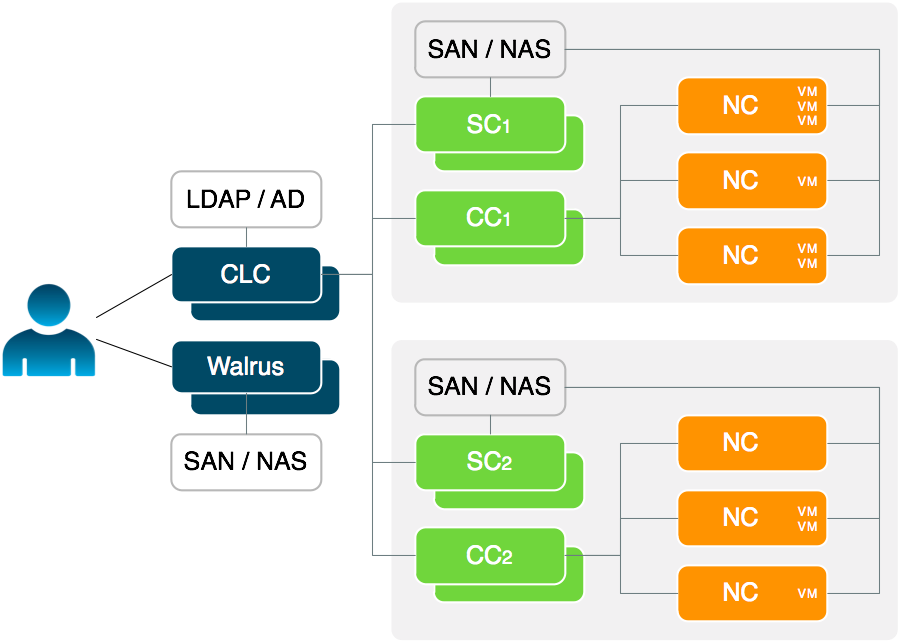 LDAP / AD
CLC
Walrus
SAN / NAS
SAN / NAS
SC1
CC1
NC
VM
VM
VM
NC
VM
NC
VM
VM
SAN / NAS
SC2
CC2
NC
NC
VM
VM
NC
VM